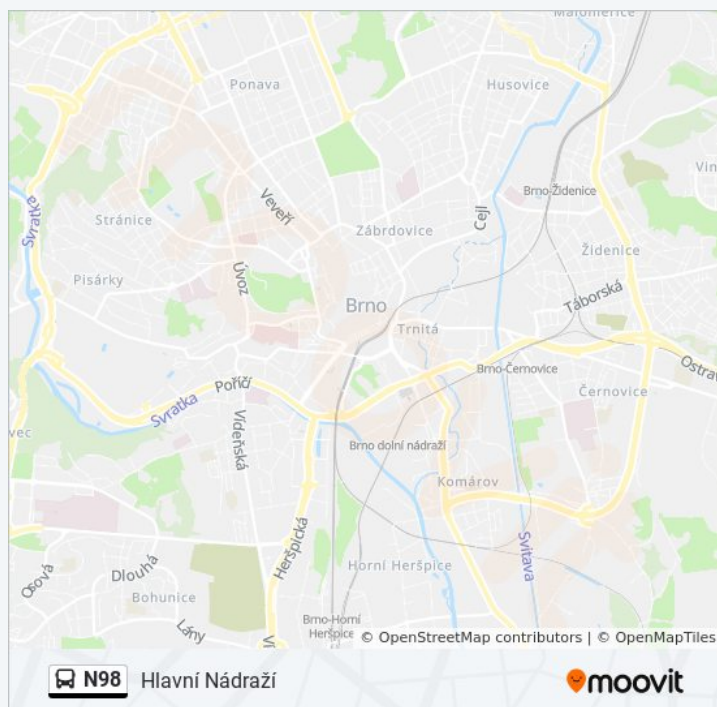 Maloměřice
Ponava
Husovice
Vin
Brno-Židenice
Veveří
Cejl
Svratka
Stránice
Zábrdovice
Židenice
Pisárky
Úvoz
Táborská
Brno
Trnitá
Ostrav
Brno-Černovice
Poříčí
Černovice
Svratka
vec
Vídeňská
Brno dolní nádraží
Komárov
Heršpická
Svitava
Osová
Dlouhá
Horní Heršpice
Bohunice
Lány
Brno-Horní
Heršpice
Ví
© OpenStreetMap contributors | © OpenMapTiles
N98 Hlavní Nádraží
moovit